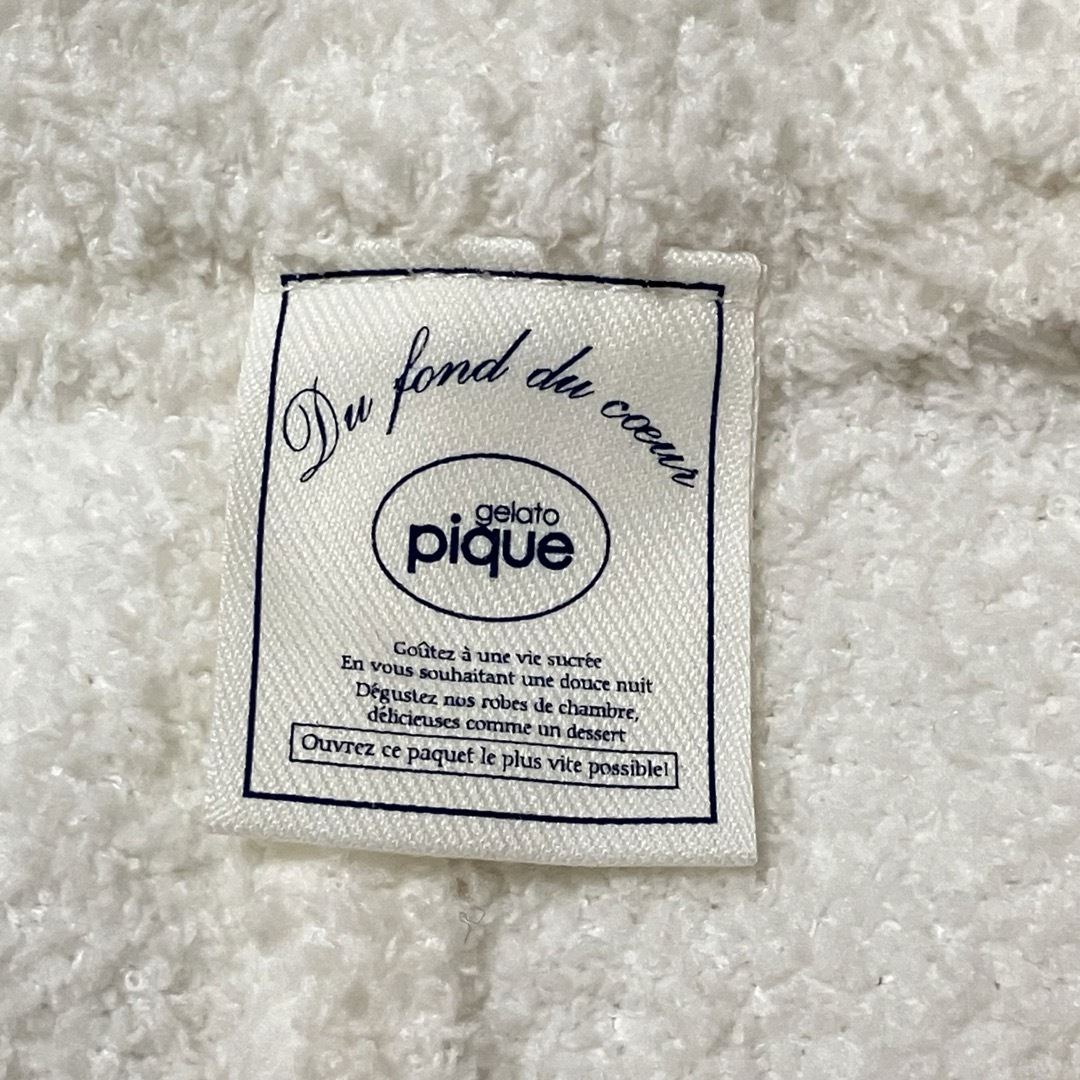 Du fond du cœur
gelato
pique
Goûtez à une vie sucrée
En vous souhaitant une douce nuit
Dégustez nos robes de chambre,
délicieuses comme un dessert
Ouvrez ce paquet le plus vite possible!